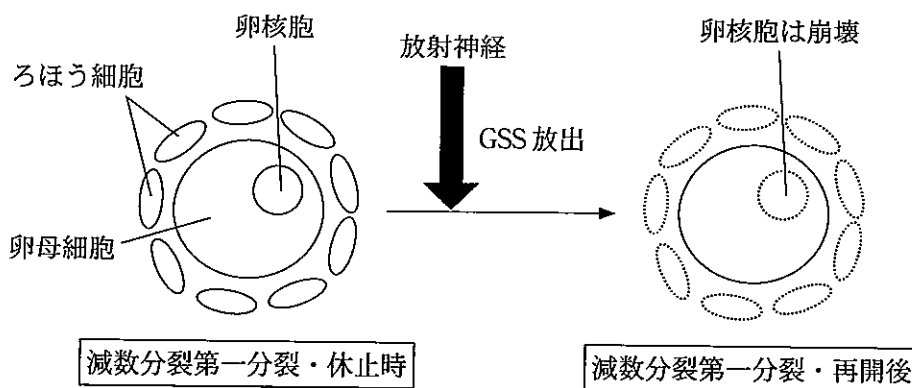 卵核胞
ろほう細胞
卵母細胞
減数分裂第一分裂・休止時
放射神経
GSS 放出
卵核胞は崩壊
減数分裂第一分裂・再開後